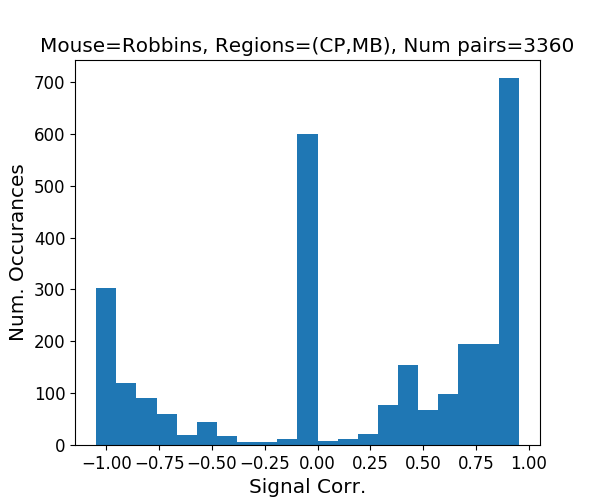 Mouse=Robbins, Regions=(CP,MB), Num pairs=3360
700
600
500
400
300
200
100
0
Num. Occurances
−1.00 −0.75 −0.50 −0.25 0.00 0.25 0.50 0.75 1.00
Signal Corr.